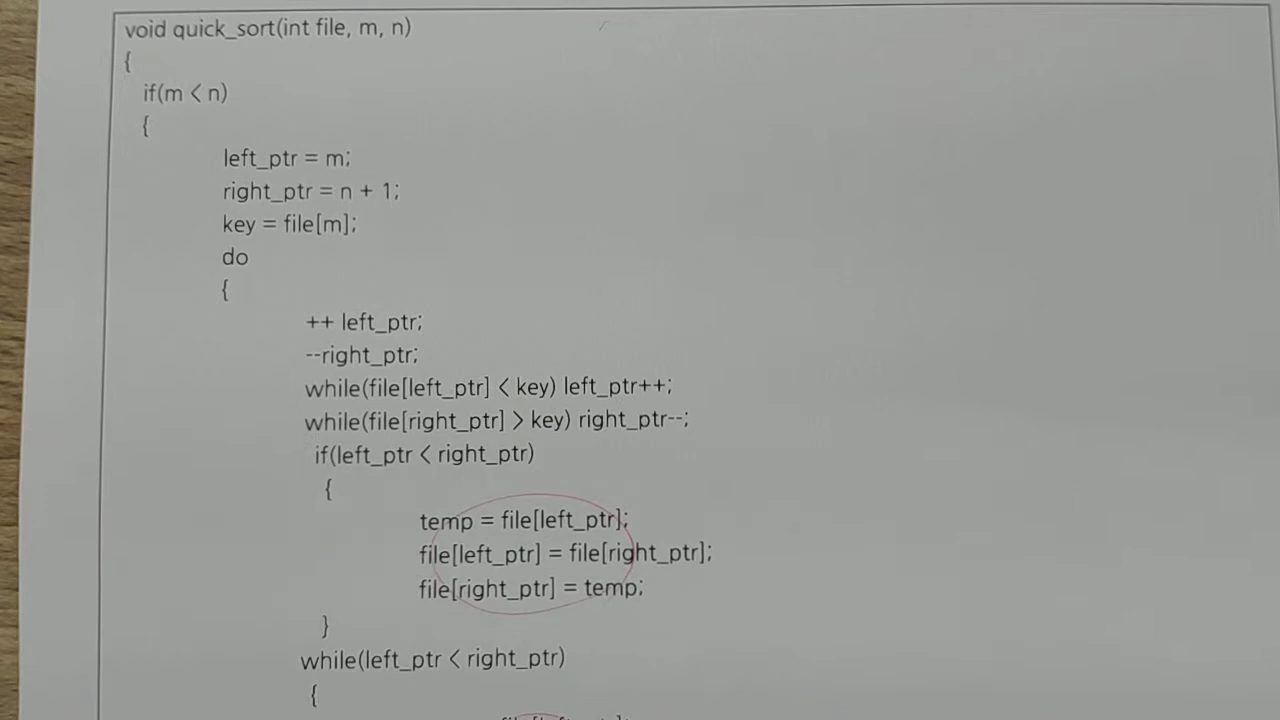 void quick_sort(int file, m, n)
{
if(m < n)
{
left_ptr = m;
right_ptr = n + 1;
key = file[m];
do
{
++ left_ptr;
--right_ptr;
while(file[left_ptr] < key) left_ptr++;
while(file[right_ptr] > key) right_ptr--;
if(left_ptr < right_ptr)
{
temp = file[left_ptr];
file[left_ptr] = file[right_ptr];
file[right_ptr] = temp;
}
while(left_ptr < right_ptr)
{